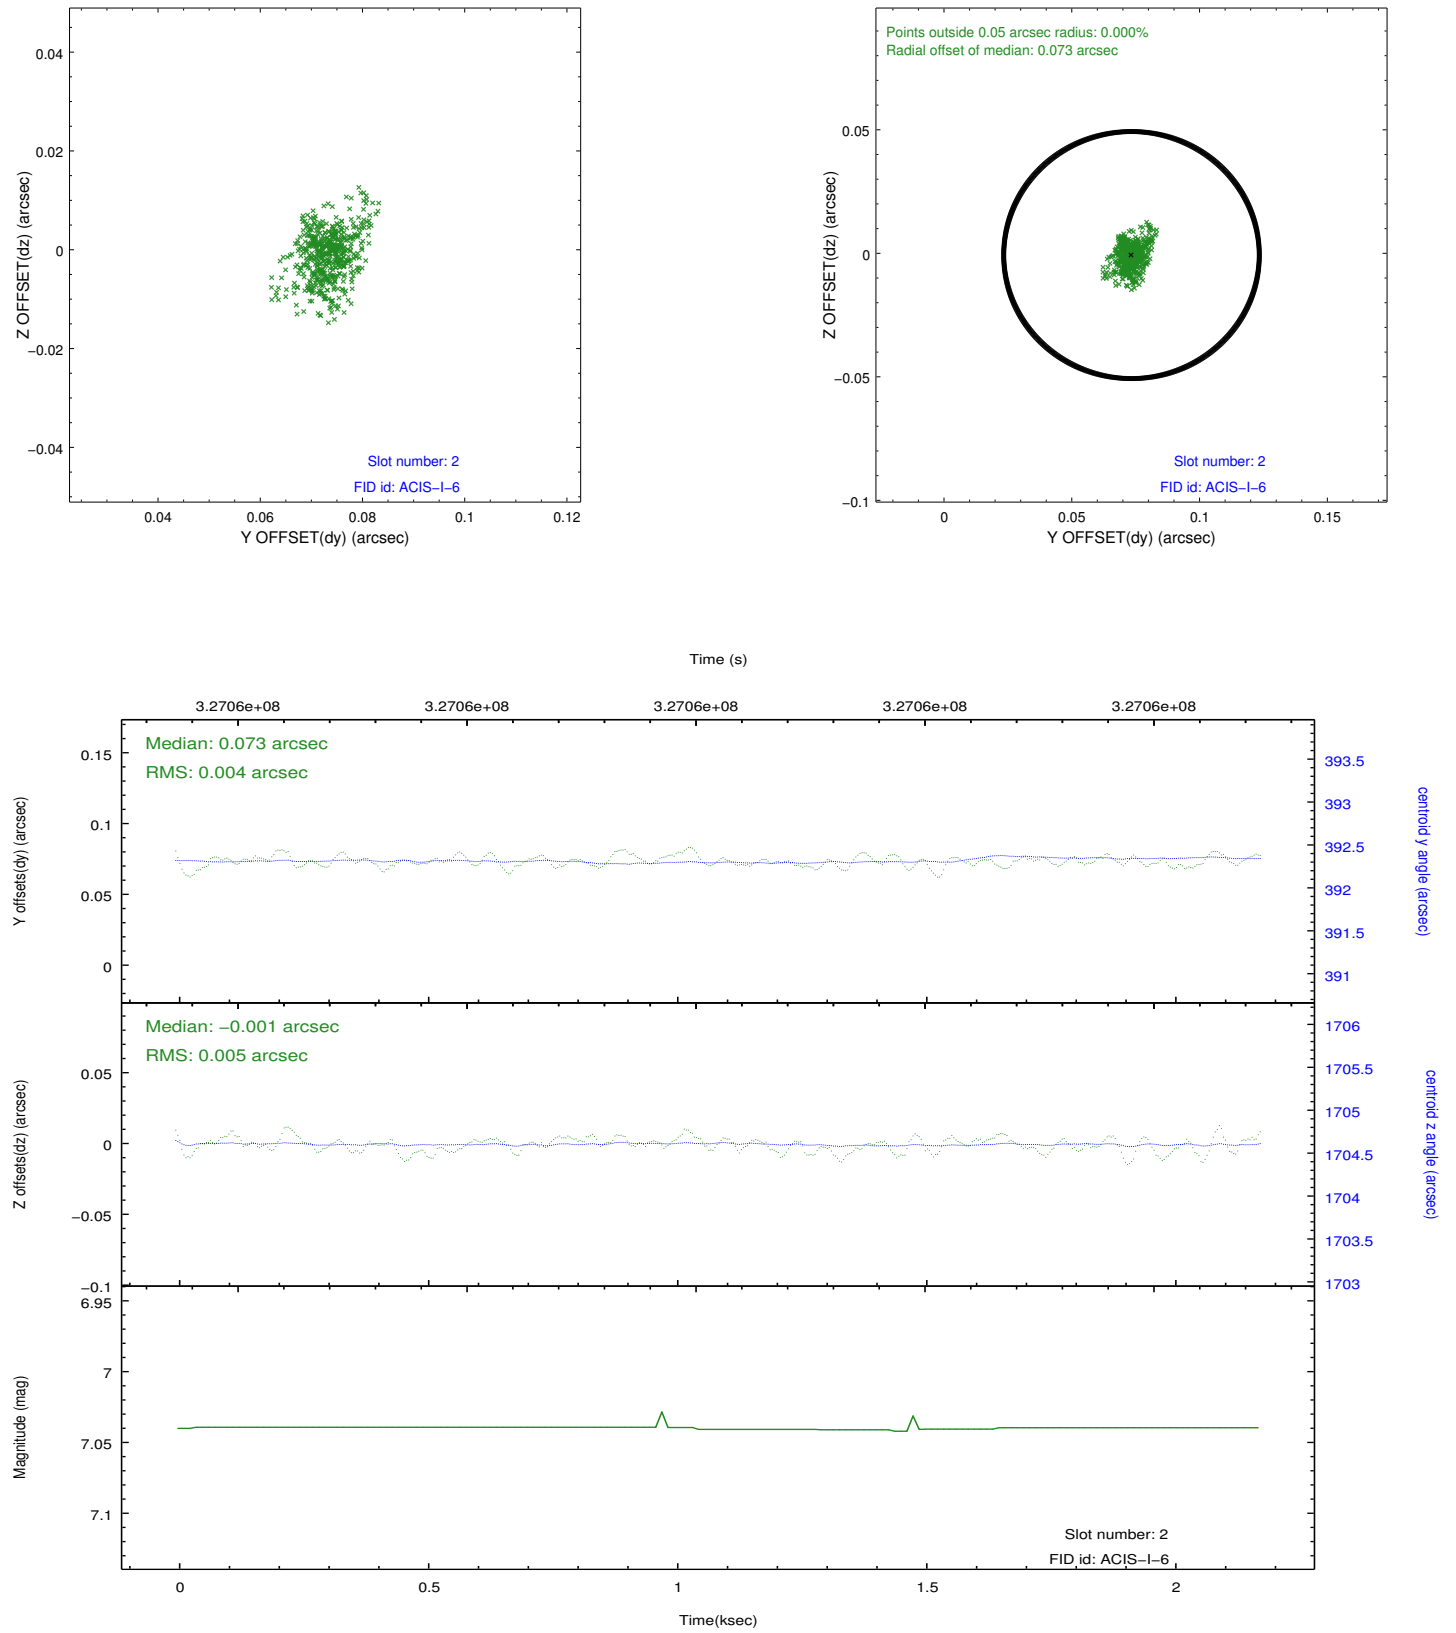 0.04
0.02
0
−0.02
−0.04
Z OFFSET(dz) (arcsec)
Slot number: 2
FID id: ACIS−I−6
0.04 0.06 0.08 0.1 0.12
Y OFFSET(dy) (arcsec)
Points outside 0.05 arcsec radius: 0.000%
Radial offset of median: 0.073 arcsec
0.05
0
−0.05
−0.1
Z OFFSET(dz) (arcsec)
Slot number: 2
FID id: ACIS−I−6
0 0.05 0.1 0.15
Y OFFSET(dy) (arcsec)
Time (s)
3.2706e+08 3.2706e+08 3.2706e+08 3.2706e+08 3.2706e+08
Median: 0.073 arcsec
RMS: 0.004 arcsec
0.15
0.1
0.05
0
Y offsets(dy) (arcsec)
393.5
393
392.5
392
391.5
391
centroid y angle (arcsec)
Median: −0.001 arcsec
RMS: 0.005 arcsec
0.05
0
−0.05
−0.1
Z offsets(dz) (arcsec)
1706
1705.5
1705
1704.5
1704
1703.5
1703
centroid z angle (arcsec)
6.95
7
7.05
7.1
Magnitude (mag)
Slot number: 2
FID id: ACIS−I−6
0 0.5 1 1.5 2
Time(ksec)